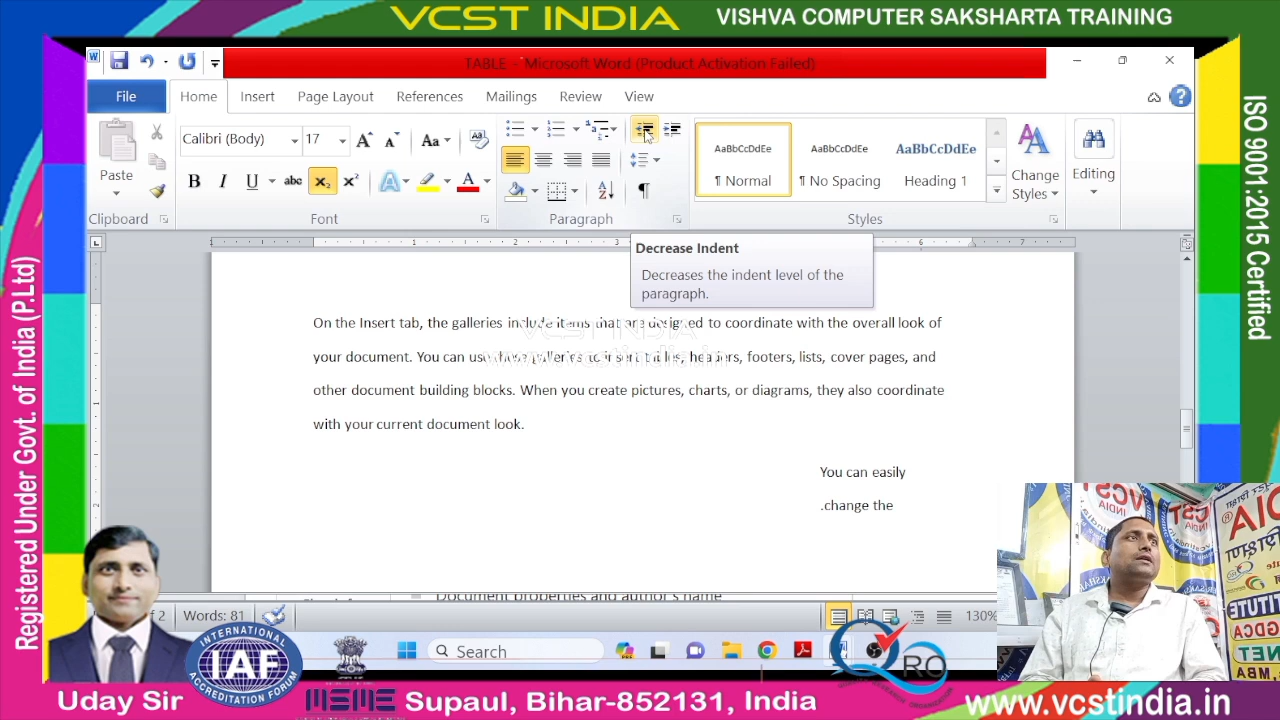 VCST INDIA
VISHVA COMPUTER SAKSHARTA TRAINING
TABLE - Microsoft Word (Product Activation Failed)
File Home Insert Page Layout References Mailings Review View
Calibri (Body) 17
Paste
AaBbCcDdEe AaBbCcDdEe AaBbCcDdEe
¶ Normal ¶ No Spacing Heading 1
Change Styles
Editing
Clipboard Font Paragraph Styles
Decrease Indent
Decreases the indent level of the
paragraph.
On the Insert tab, the galleries include items that are designed to coordinate with the overall look of
your document. You can use these galleries to insert tables, headers, footers, lists, cover pages, and
other document building blocks. When you create pictures, charts, or diagrams, they also coordinate
with your current document look.
VCST INDIA
www.vcstindia.in
You can easily
.change the
Document properties and author's name
2 Words: 81 130%
Search
Registered Under Govt. of India (P.Ltd)
ISO 9001:2015 Certified
INTERNATIONAL
IAF
ACCREDITATION FORUM
Uday Sir
MSME
Supaul, Bihar-852131, India
www.vcstindia.in